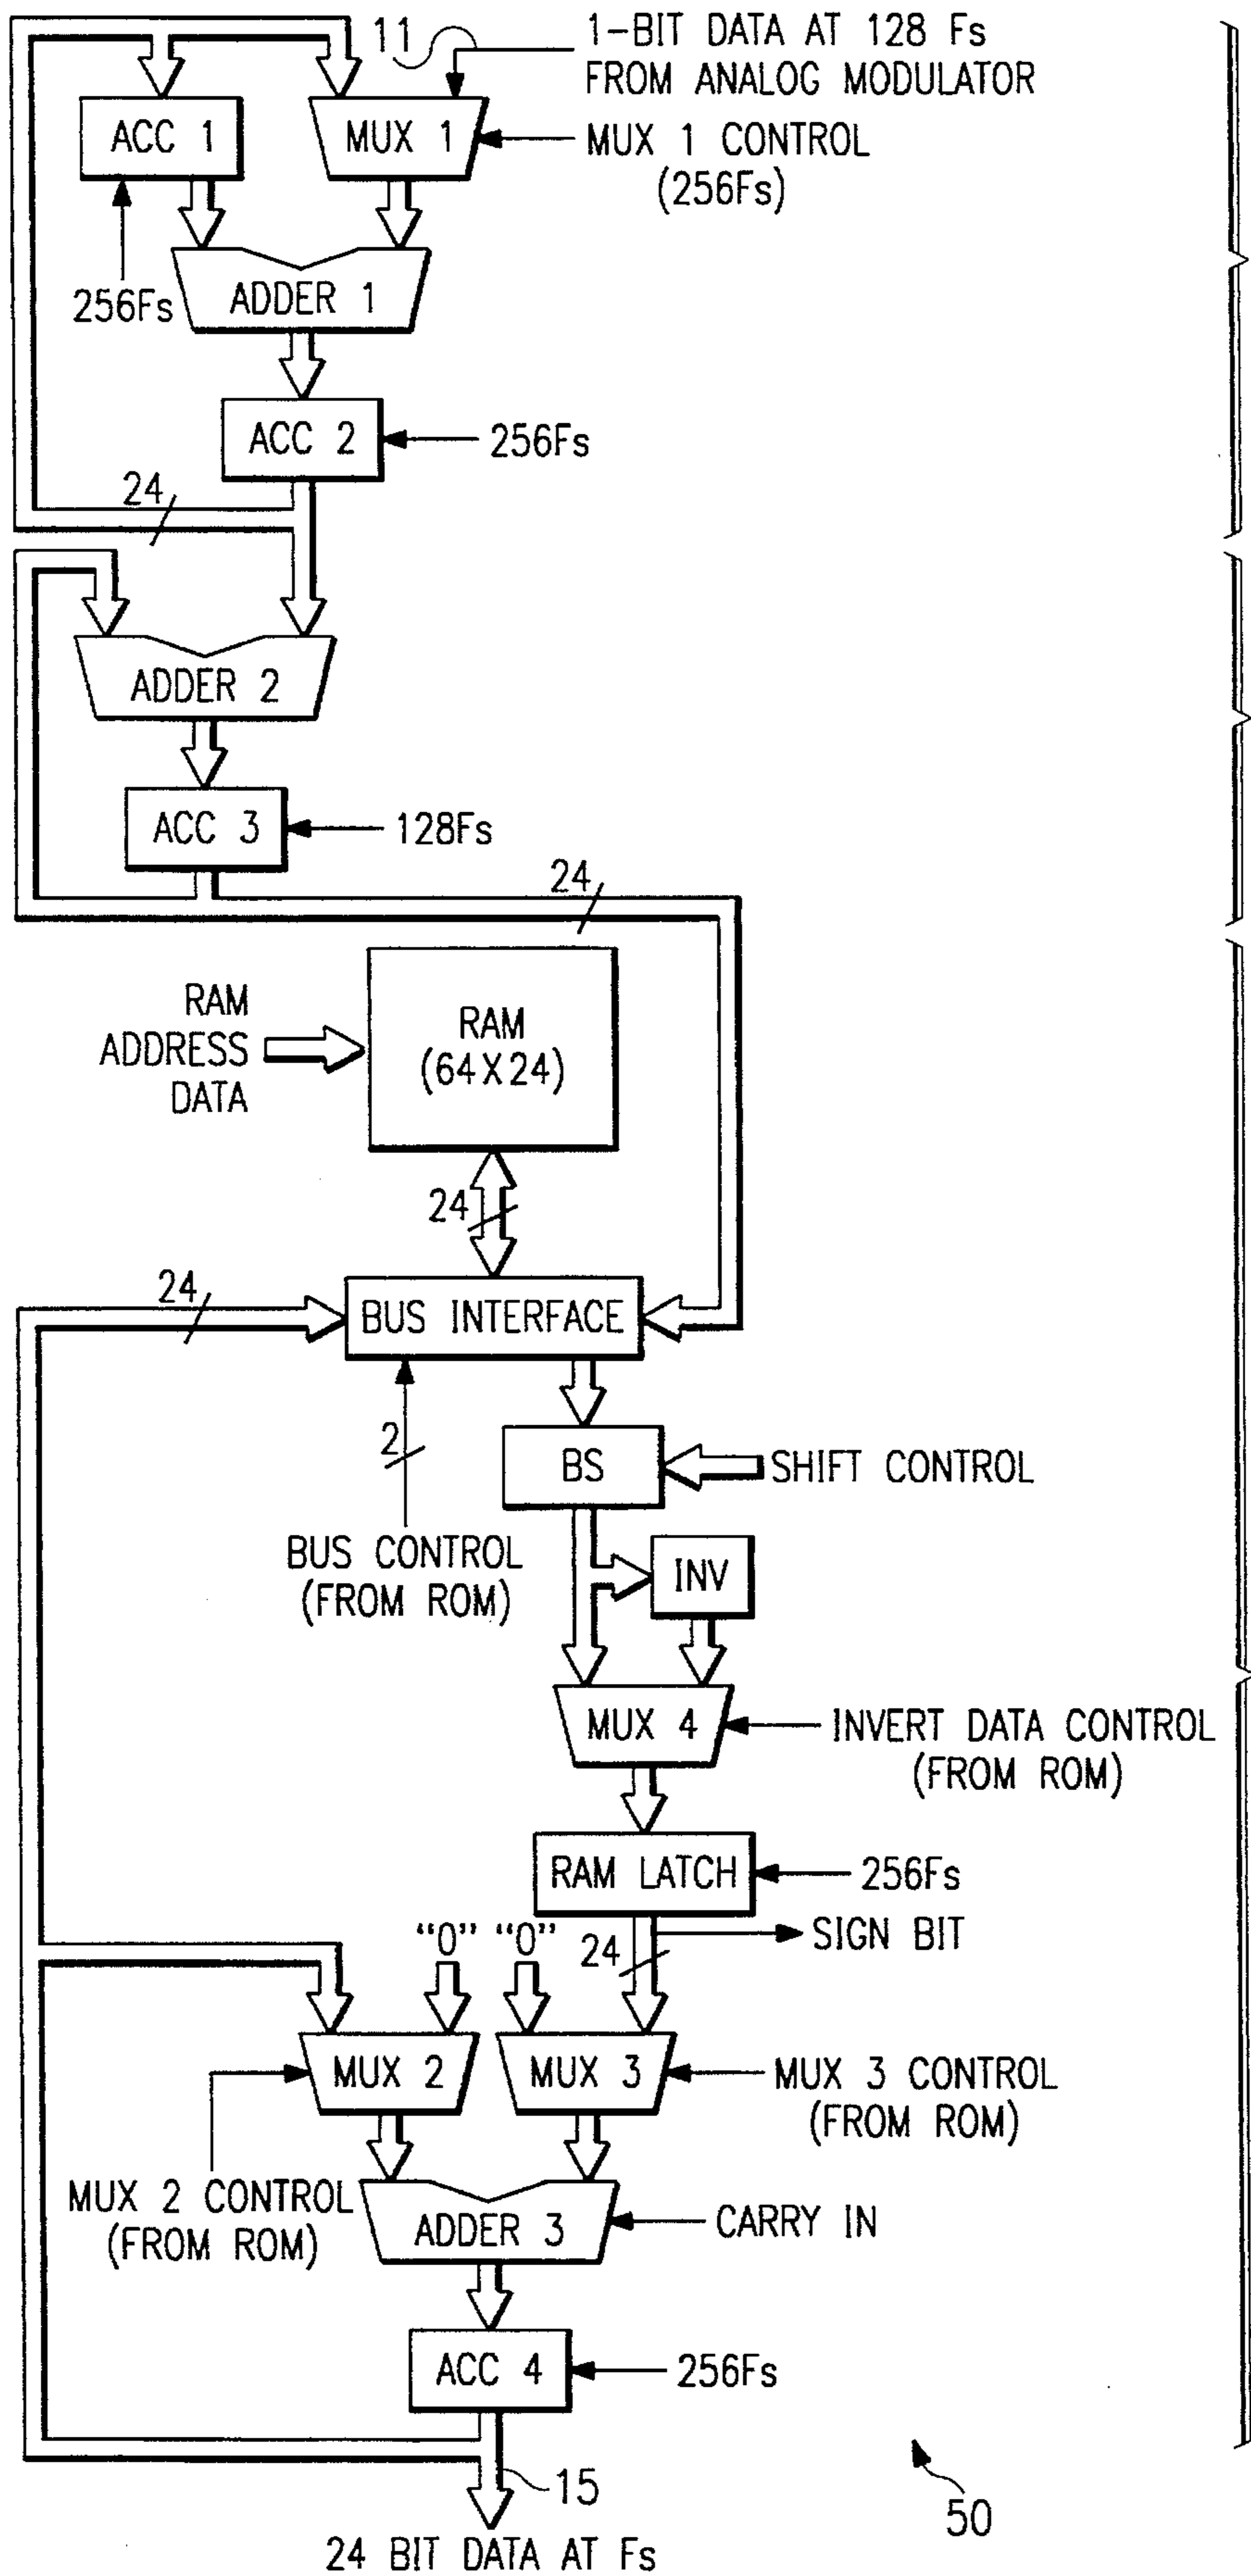 11
1-BIT DATA AT 128 Fs
FROM ANALOG MODULATOR
ACC 1
MUX 1
MUX 1 CONTROL
(256Fs)
256Fs
ADDER 1
ACC 2
256Fs
24
ADDER 2
ACC 3
128Fs
24
RAM
ADDRESS
DATA
RAM
(64X24)
24
24
BUS INTERFACE
2
BS
SHIFT CONTROL
BUS CONTROL
(FROM ROM)
INV
MUX 4
INVERT DATA CONTROL
(FROM ROM)
RAM LATCH
256Fs
"0" "0"
24
SIGN BIT
MUX 2
MUX 3
MUX 3 CONTROL
(FROM ROM)
MUX 2 CONTROL
(FROM ROM)
ADDER 3
CARRY IN
ACC 4
256Fs
15
50
24 BIT DATA AT Fs